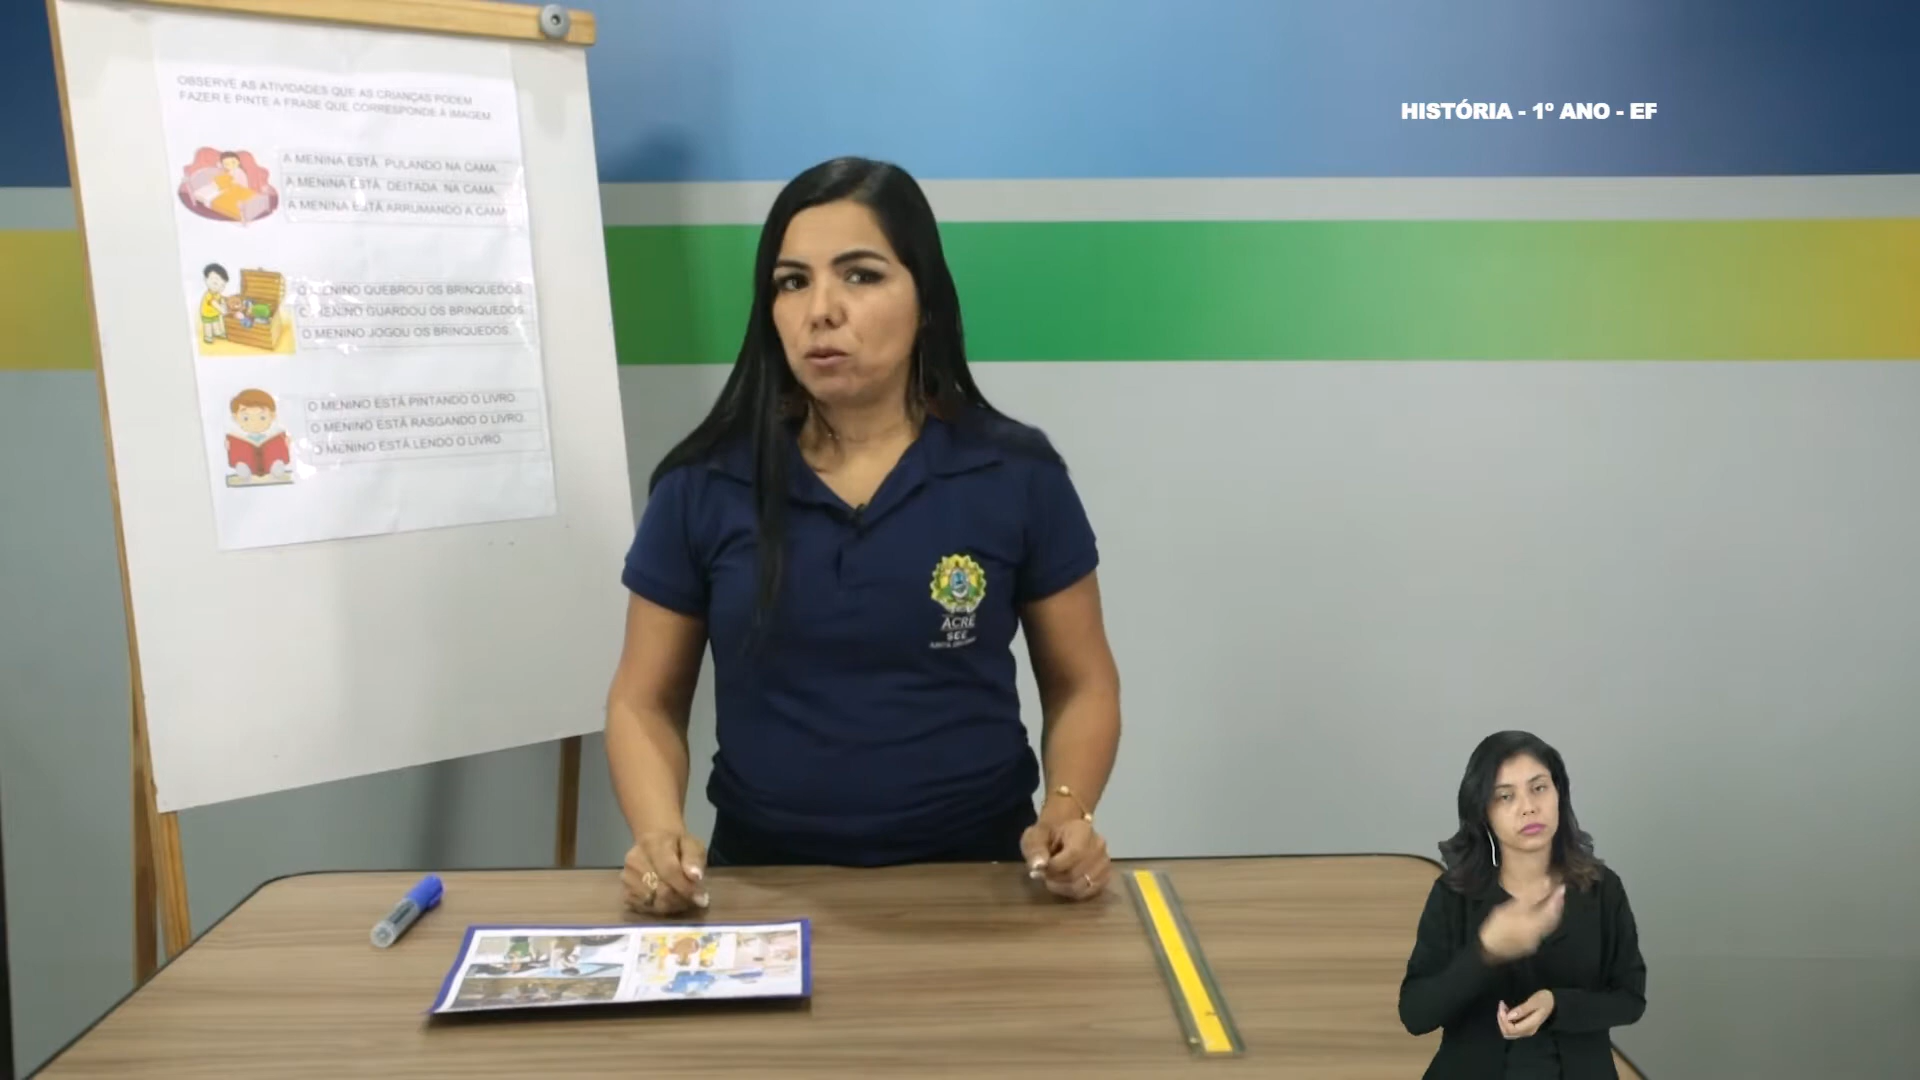 HISTÓRIA - 1º ANO - EF
OBSERVE AS ATIVIDADES QUE AS CRIANÇAS PODEM
FAZER E PINTE A FRASE QUE CORRESPONDE À IMAGEM
A MENINA ESTÁ PULANDO NA CAMA.
A MENINA ESTÁ DEITADA NA CAMA.
A MENINA ESTÁ ARRUMANDO A CAMA
O MENINO QUEBROU OS BRINQUEDOS.
O MENINO GUARDOU OS BRINQUEDOS.
O MENINO JOGOU OS BRINQUEDOS.
O MENINO ESTÁ PINTANDO O LIVRO.
O MENINO ESTÁ RASGANDO O LIVRO.
O MENINO ESTÁ LENDO O LIVRO
ACRE
SEE